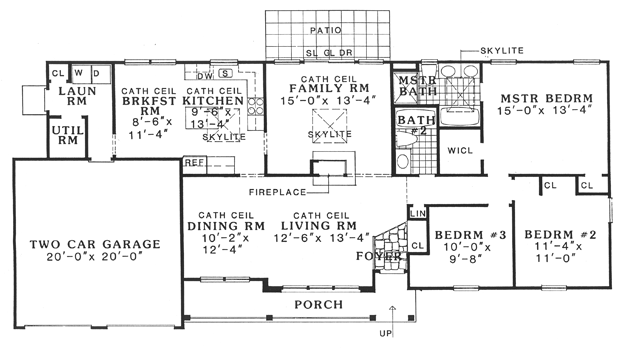 PATIO
SL GL DR
SKYLITE
CL
W D
LAUN
RM
UTIL
RM
CATH CEIL
BRKFST
RM
8'-6"x
11'-4"
DW
S
CATH CEIL
KITCHEN
9'-6"x
13'-4"
SKYLITE
REF
CATH CEIL
FAMILY RM
15'-0"x 13'-4"
SKYLITE
MSTR
BATH
BATH
#2
MSTR BEDRM
15'-0"x 13'-4"
WICL
CL
CL
FIREPLACE
TWO CAR GARAGE
20'-0"x 20'-0"
CATH CEIL
DINING RM
10'-2"x
12'-4"
CATH CEIL
LIVING RM
12'-6"x 13'-4"
FOYER
LIN
CL
BEDRM #3
10'-0"x
9'-8"
BEDRM #2
11'-4"x
11'-0"
PORCH
UP